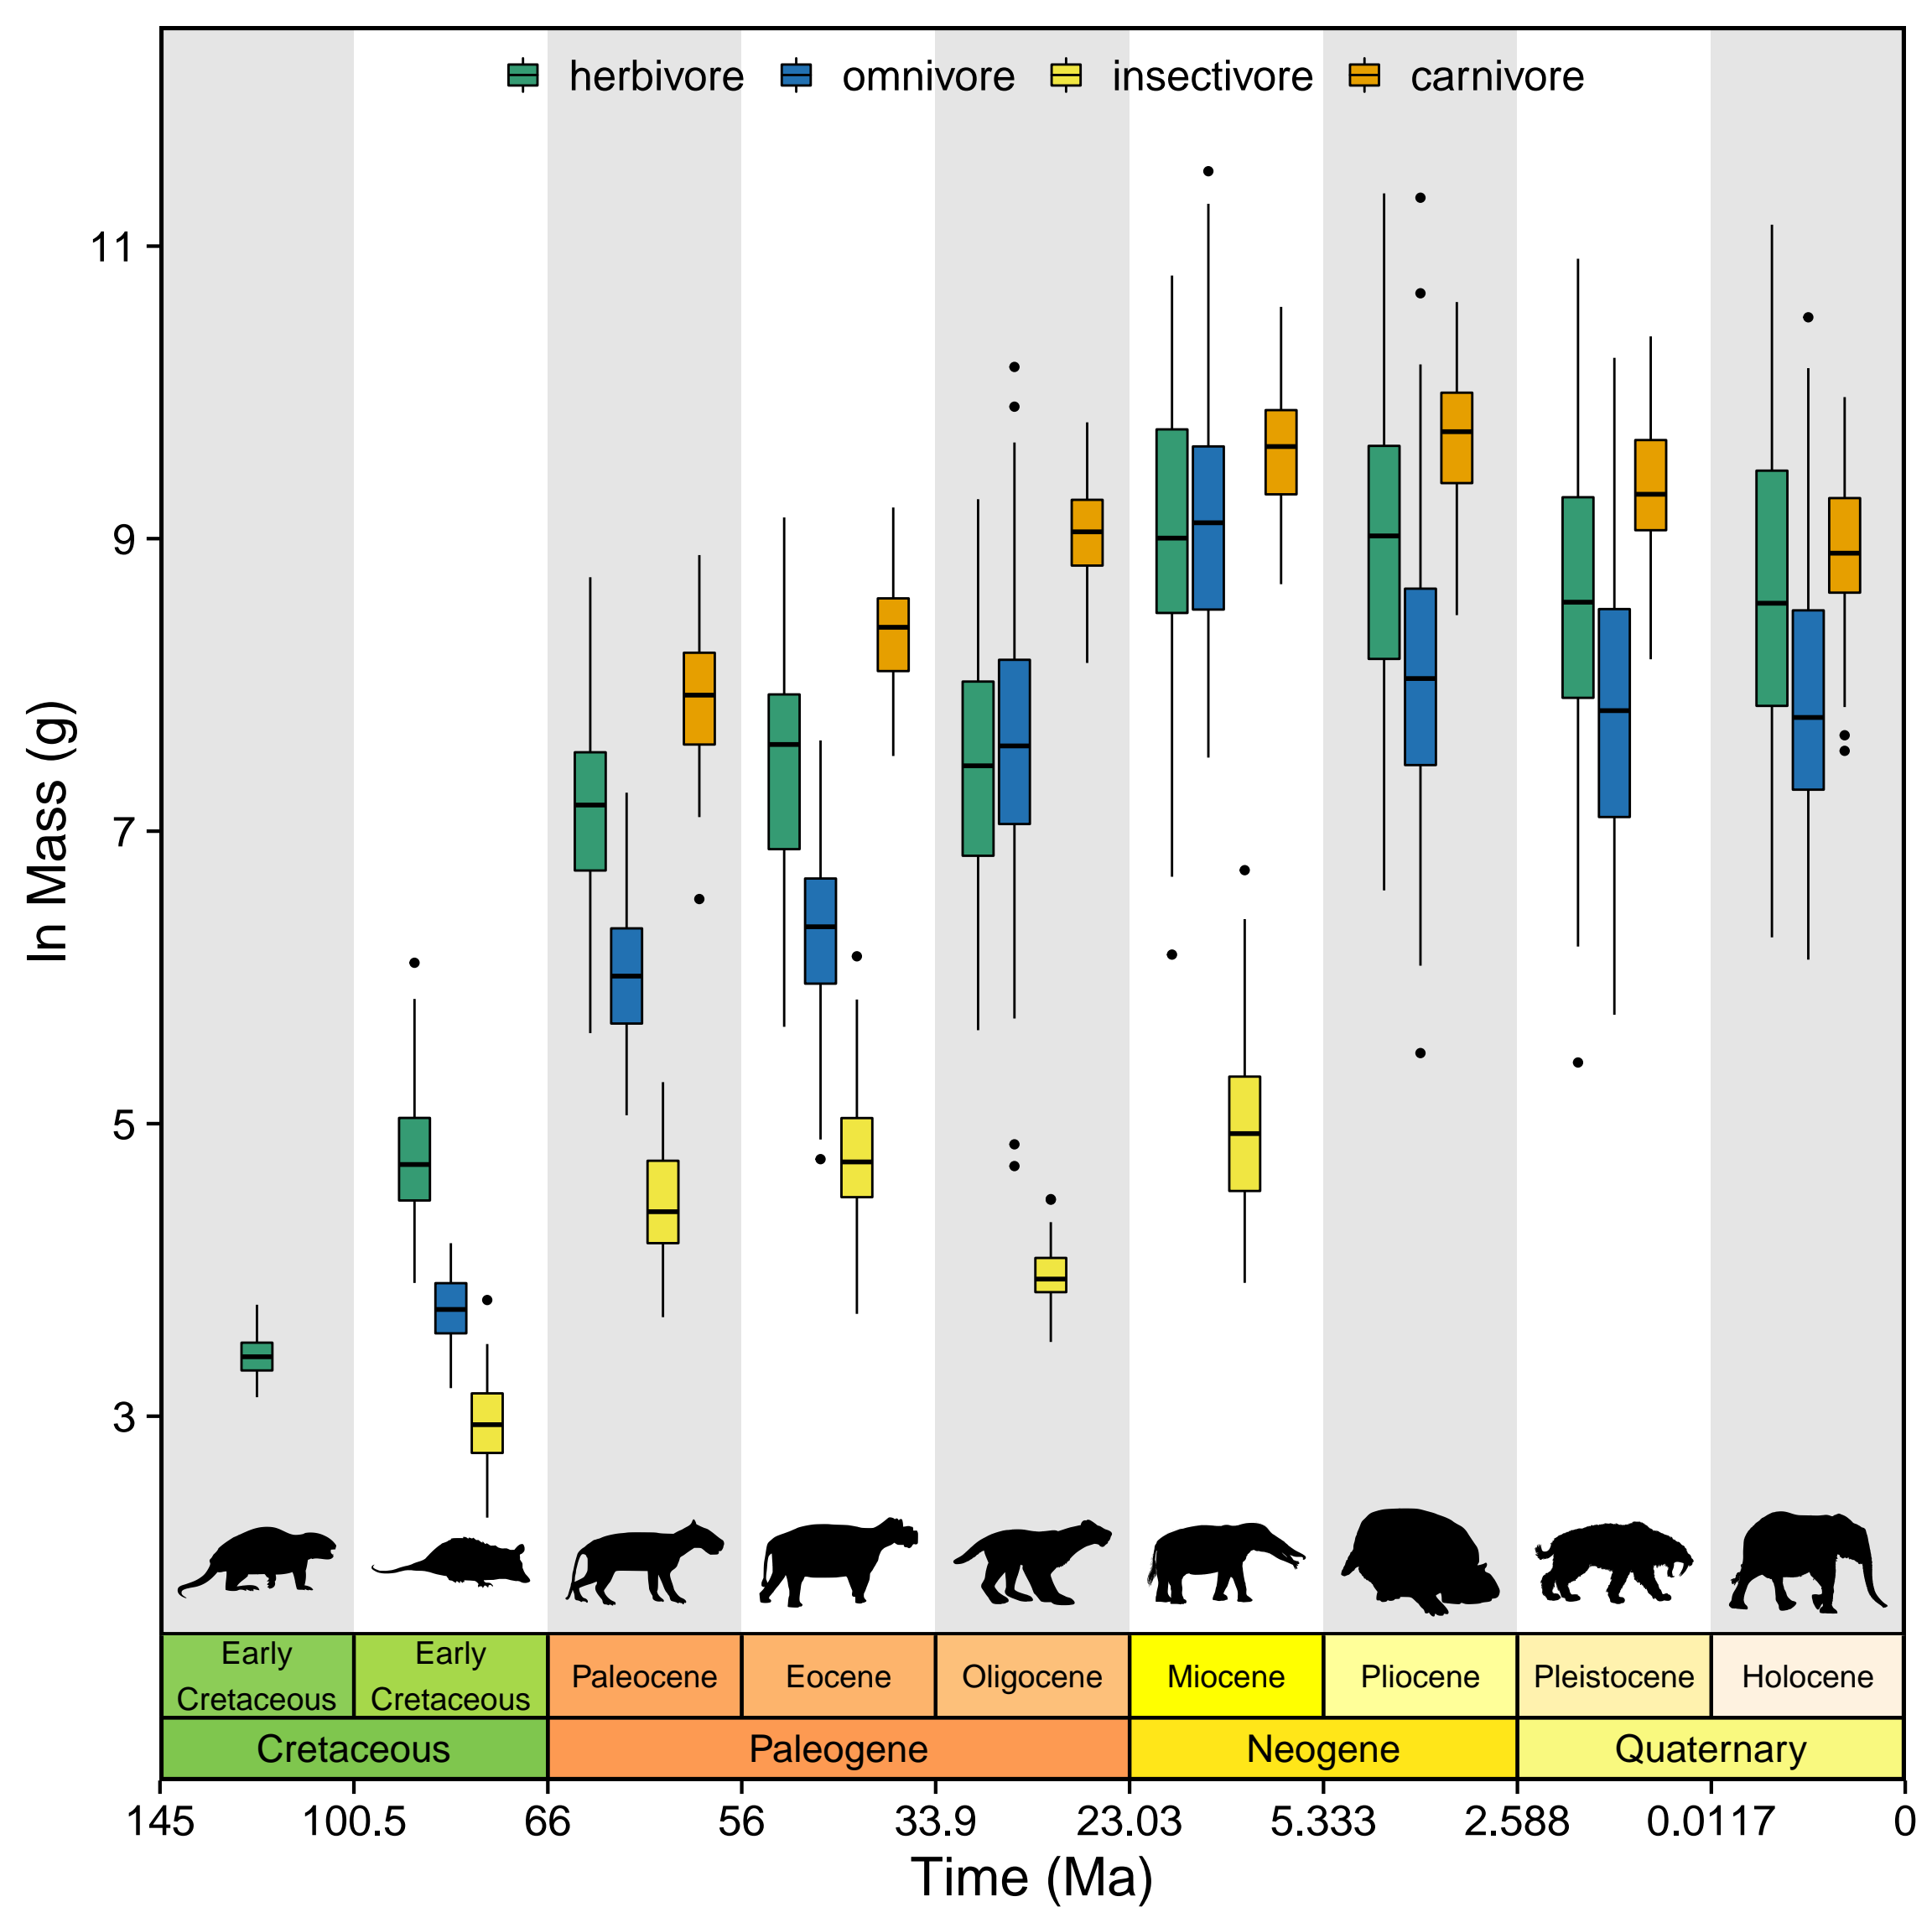 herbivore omnivore insectivore carnivore
11
9
7
5
3
ln Mass (g)
Early Cretaceous
Early Cretaceous
Paleocene
Eocene
Oligocene
Miocene
Pliocene
Pleistocene
Holocene
Cretaceous
Paleogene
Neogene
Quaternary
145 100.5 66 56 33.9 23.03 5.333 2.588 0.0117 0
Time (Ma)